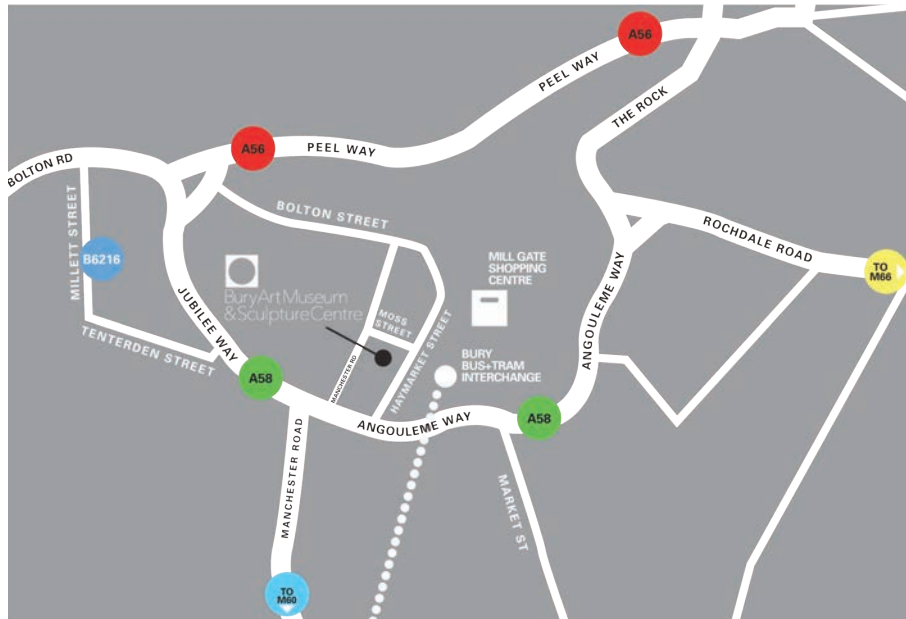 A56
PEEL WAY
THE ROCK
A56
PEEL WAY
BOLTON RD
MILLETT STREET
B6216
TENTERDEN STREET
BOLTON STREET
ROCHDALE ROAD
TO
M66
MILL GATE
SHOPPING
CENTRE
BuryArtMuseum
&SculptureCentre
JUBILEE WAY
MOSS
STREET
MANCHESTER RD
HAYMARKET STREET
BURY
BUS+TRAM
INTERCHANGE
ANGOULEME WAY
A58
ANGOULEME WAY
A58
MANCHESTER ROAD
MARKET ST
TO
M60